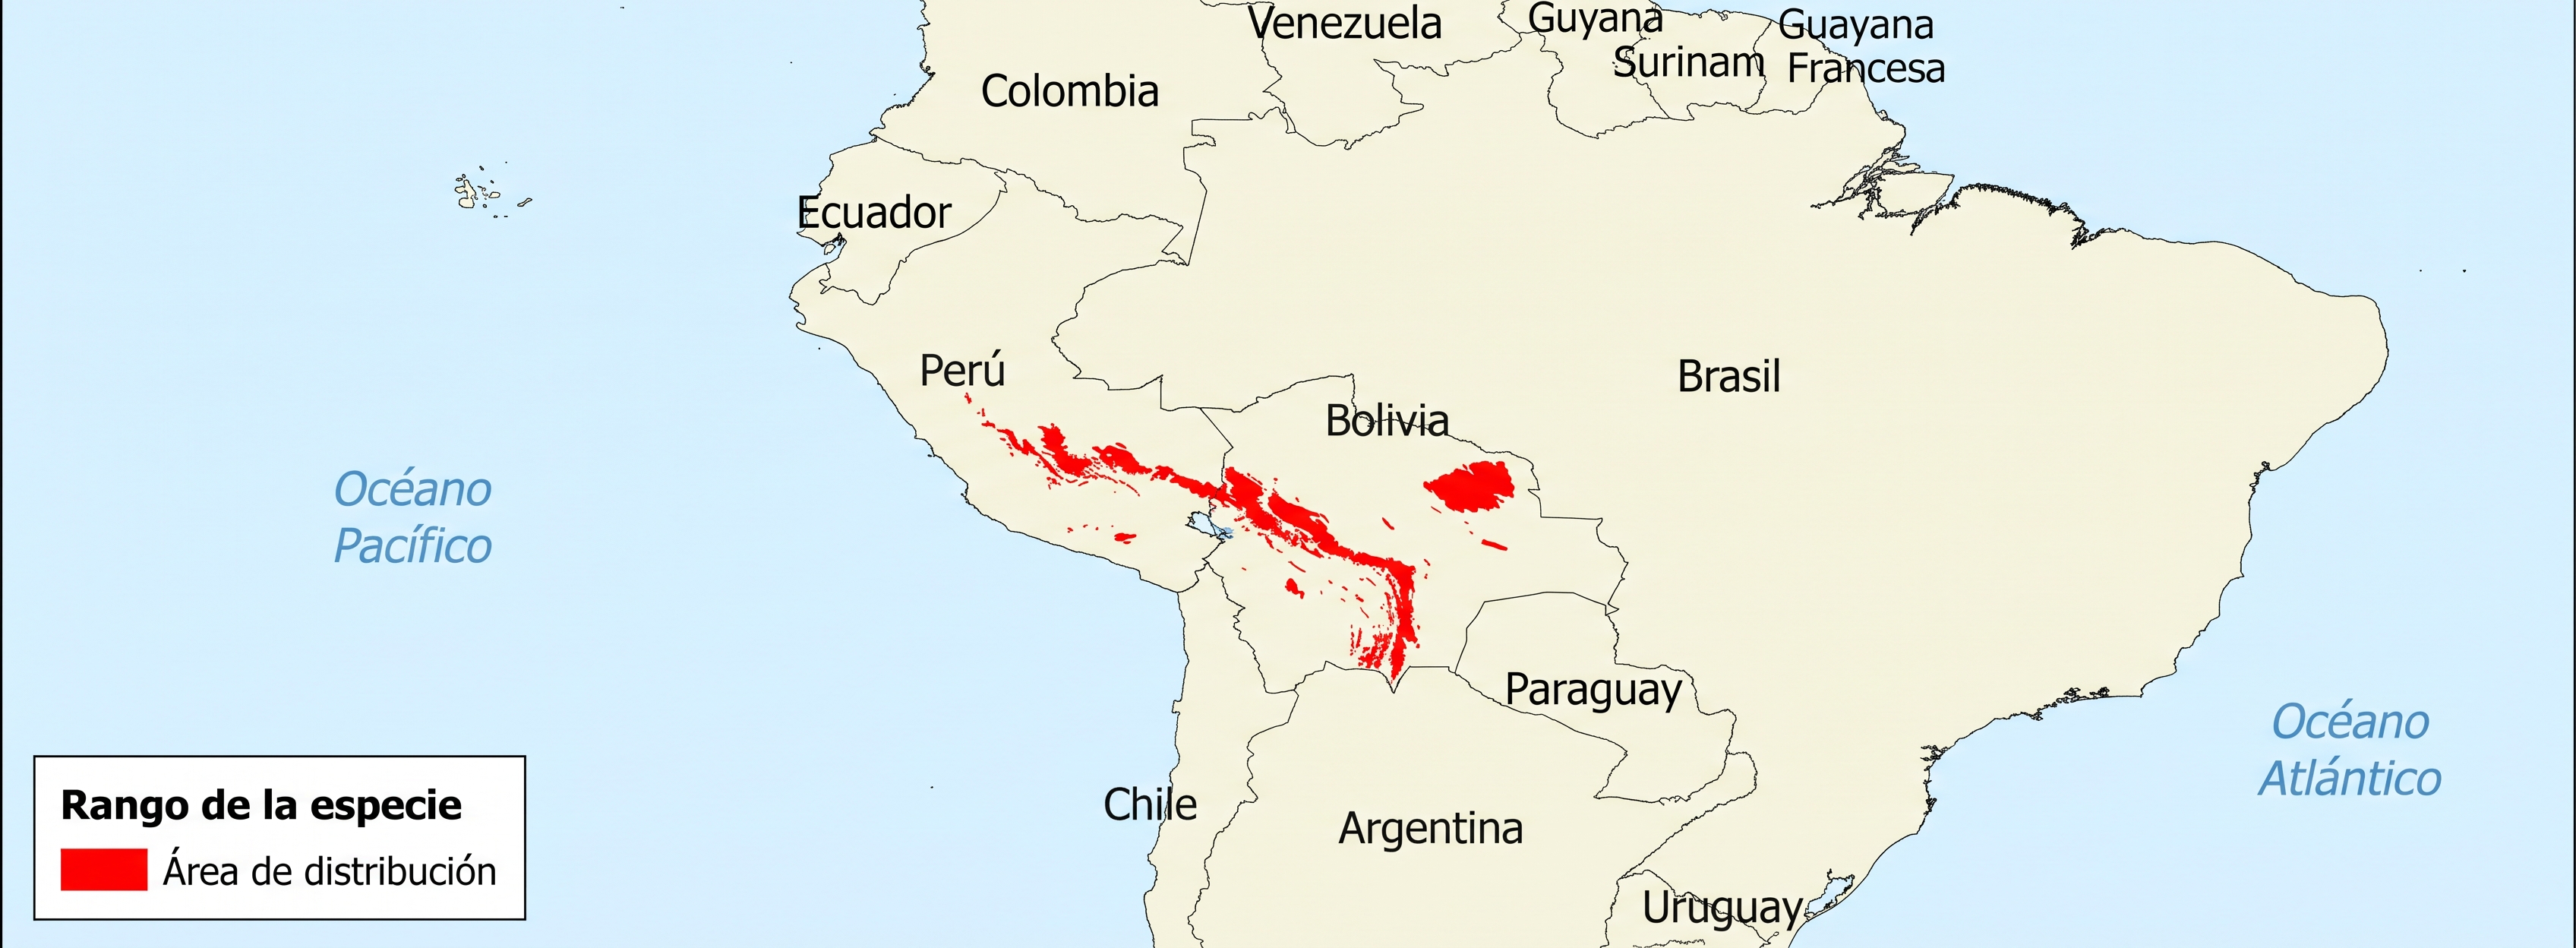 Venezuela
Guyana
Guayana
Francesa
Surinam
Colombia
Ecuador
Perú
Brasil
Bolivia
Océano
Pacífico
Paraguay
Océano
Atlántico
Chile
Argentina
Uruguay
Rango de la especie
Área de distribución